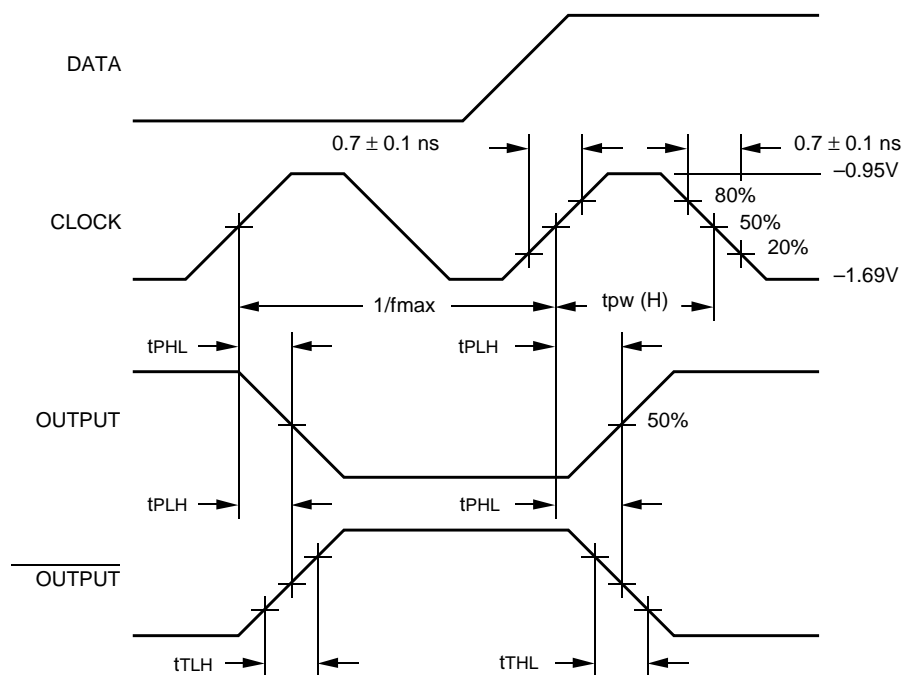 DATA
0.7 ± 0.1 ns
0.7 ± 0.1 ns
–0.95V
80%
CLOCK
50%
20%
–1.69V
1/fmax
tpw (H)
tPHL
tPLH
OUTPUT
50%
tPLH
tPHL
OUTPUT
tTLH
tTHL